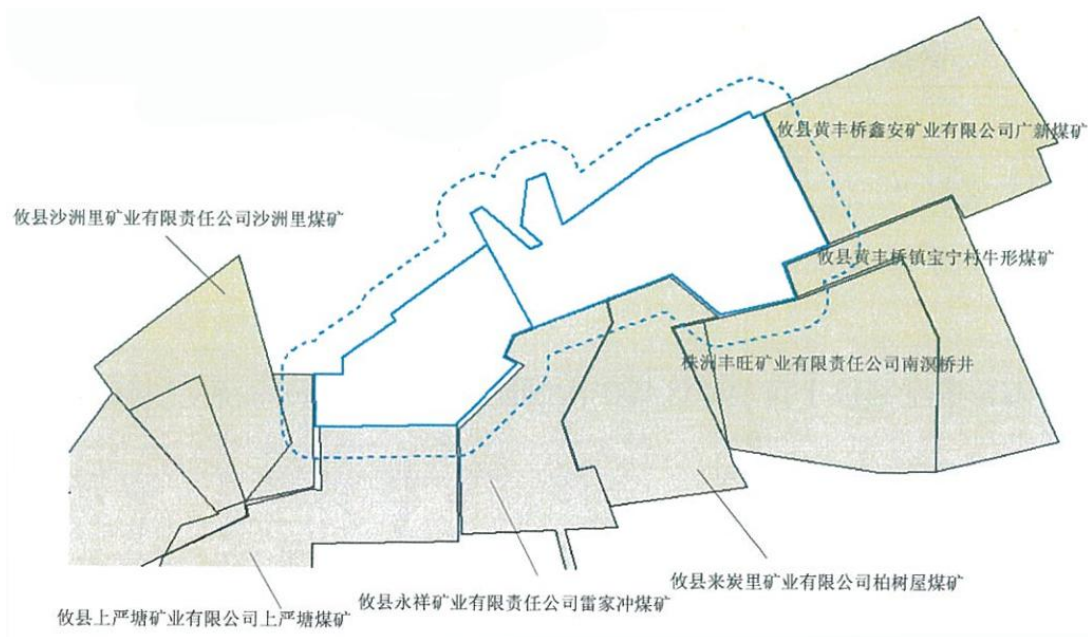 攸县黄丰桥鑫安矿业有限公司广新煤矿
攸县沙洲里矿业有限责任公司沙洲里煤矿
攸县黄丰桥镇宝宁村牛形煤矿
株洲丰旺矿业有限责任公司南溟桥井
攸县来炭里矿业有限公司柏树屋煤矿
攸县永祥矿业有限责任公司雷家冲煤矿
攸县上严塘矿业有限公司上严塘煤矿